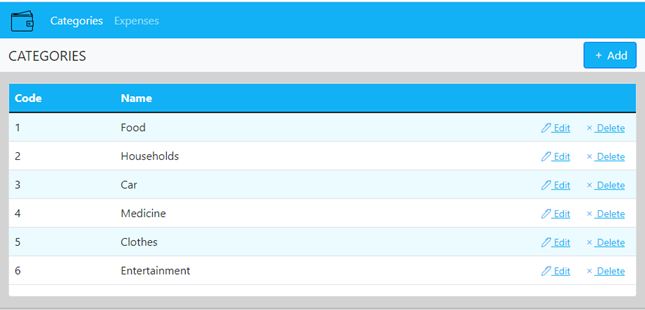 Categories Expenses
CATEGORIES
+ Add
Code Name
1 Food Edit × Delete
2 Households Edit × Delete
3 Car Edit × Delete
4 Medicine Edit × Delete
5 Clothes Edit × Delete
6 Entertainment Edit × Delete